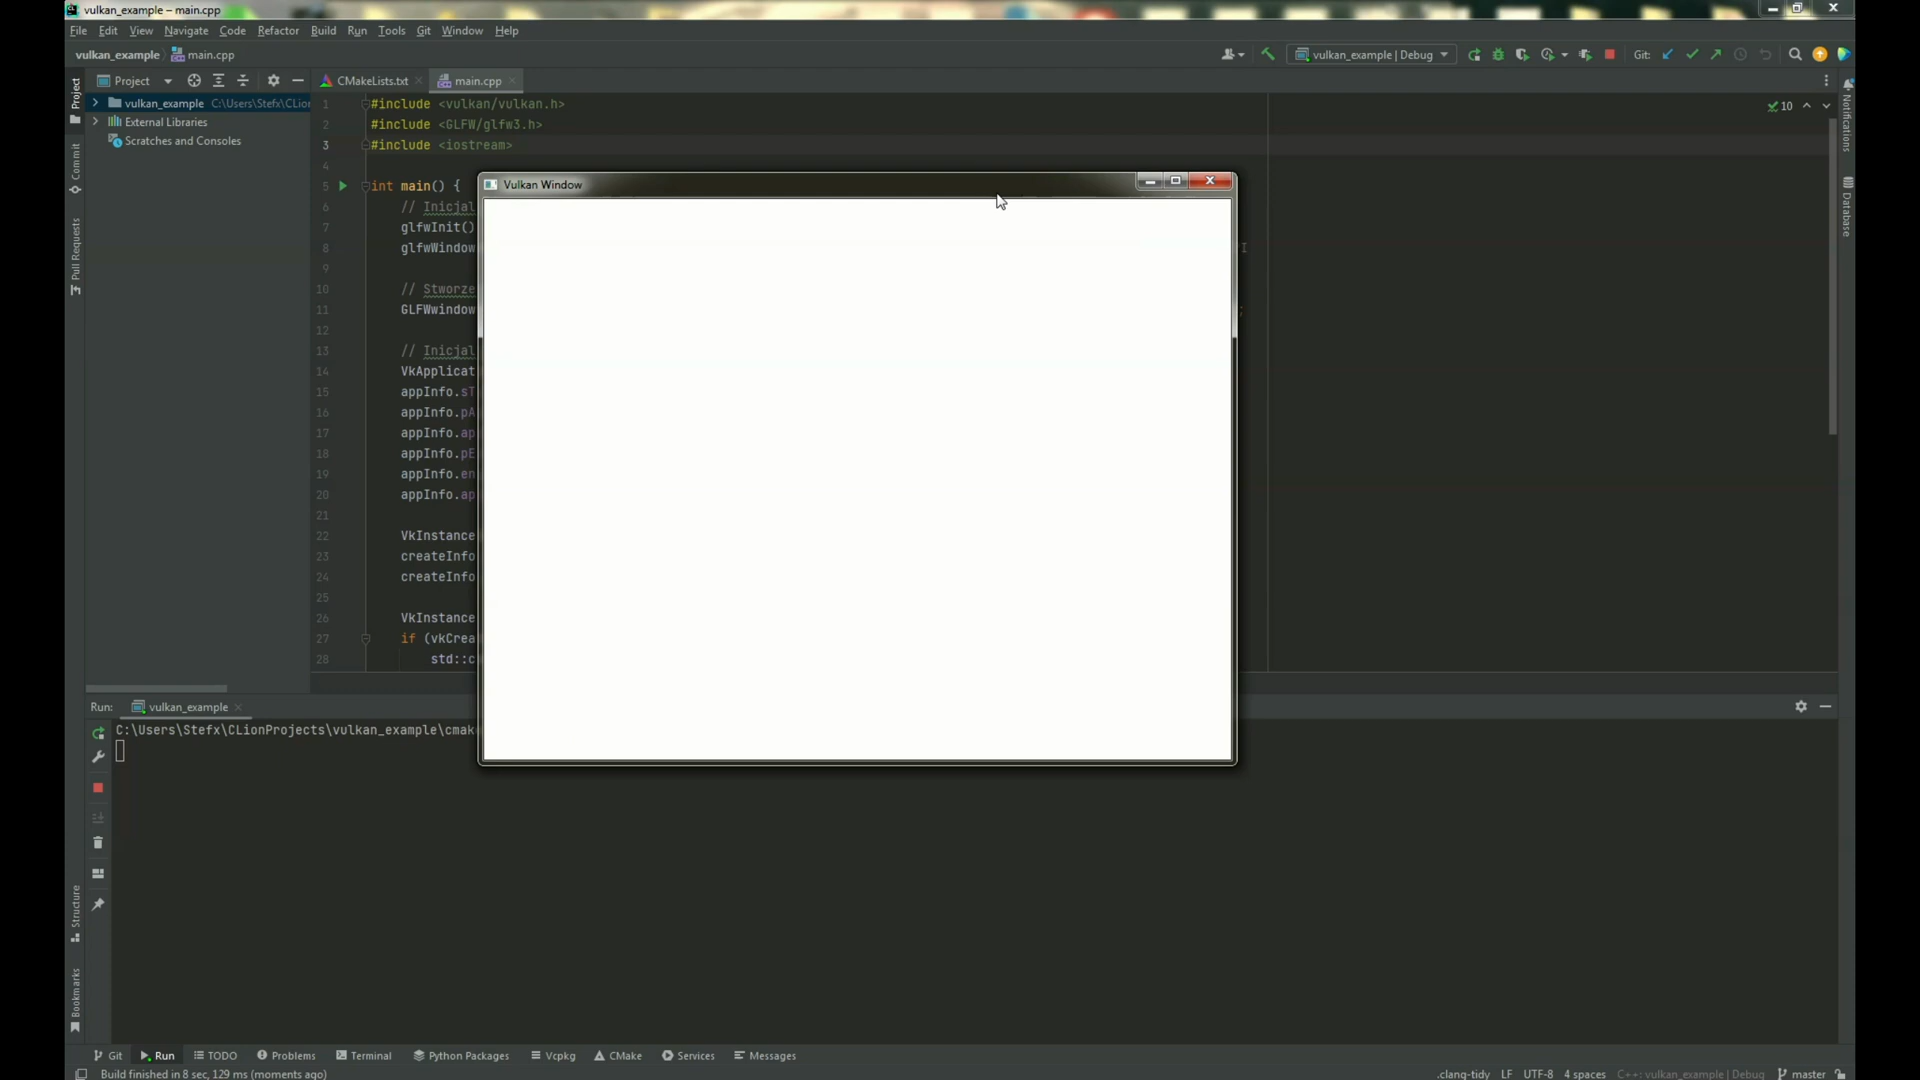 vulkan_example – main.cpp
File Edit View Navigate Code Refactor Build Run Tools Git Window Help
vulkan_example main.cpp vulkan_example | Debug Git:
Project CMakeLists.txt main.cpp
vulkan_example C:\Users\Stefx\CLion
External Libraries
Scratches and Consoles
Project
Commit
Pull Requests
Structure
Bookmarks
Notifications
Database
10
1 #include <vulkan/vulkan.h>
2 #include <GLFW/glfw3.h>
3 #include <iostream>
4
5 int main() {
6 // Inicjal
7 glfwInit()
8 glfwWindow
9
10 // Stworze
11 GLFWwindow
12
13 // Inicjal
14 VkApplicat
15 appInfo.sT
16 appInfo.pA
17 appInfo.ap
18 appInfo.pE
19 appInfo.en
20 appInfo.ap
21
22 VkInstance
23 createInfo
24 createInfo
25
26 VkInstance
27 if (vkCrea
28 std::c
Vulkan Window
Run: vulkan_example
C:\Users\Stefx\CLionProjects\vulkan_example\cmak
Git Run TODO Problems Terminal Python Packages Vcpkg CMake Services Messages
Build finished in 8 sec, 129 ms (moments ago) .clang-tidy LF UTF-8 4 spaces C++: vulkan_example | Debug master